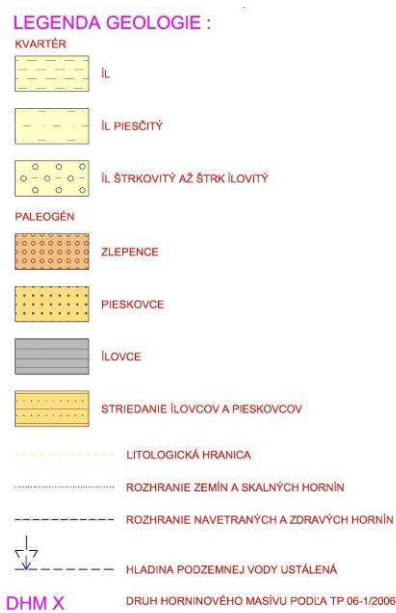 LEGENDA GEOLOGIE :
KVARTÉR
ÍL
ÍL PIESČITÝ
ÍL ŠTRKOVITÝ AŽ ŠTRK ÍLOVITÝ
PALEOGÉN
ZLEPENCE
PIESKOVCE
ÍLOVCE
STRIEDANIE ÍLOVCOV A PIESKOVCOV
LITOLOGICKÁ HRANICA
ROZHRANIE ZEMÍN A SKALNÝCH HORNÍN
ROZHRANIE NAVETRANÝCH A ZDRAVÝCH HORNÍN
HLADINA PODZEMNEJ VODY USTÁLENÁ
DHM X DRUH HORNINOVÉHO MASÍVU PODĽA TP 06-1/2006